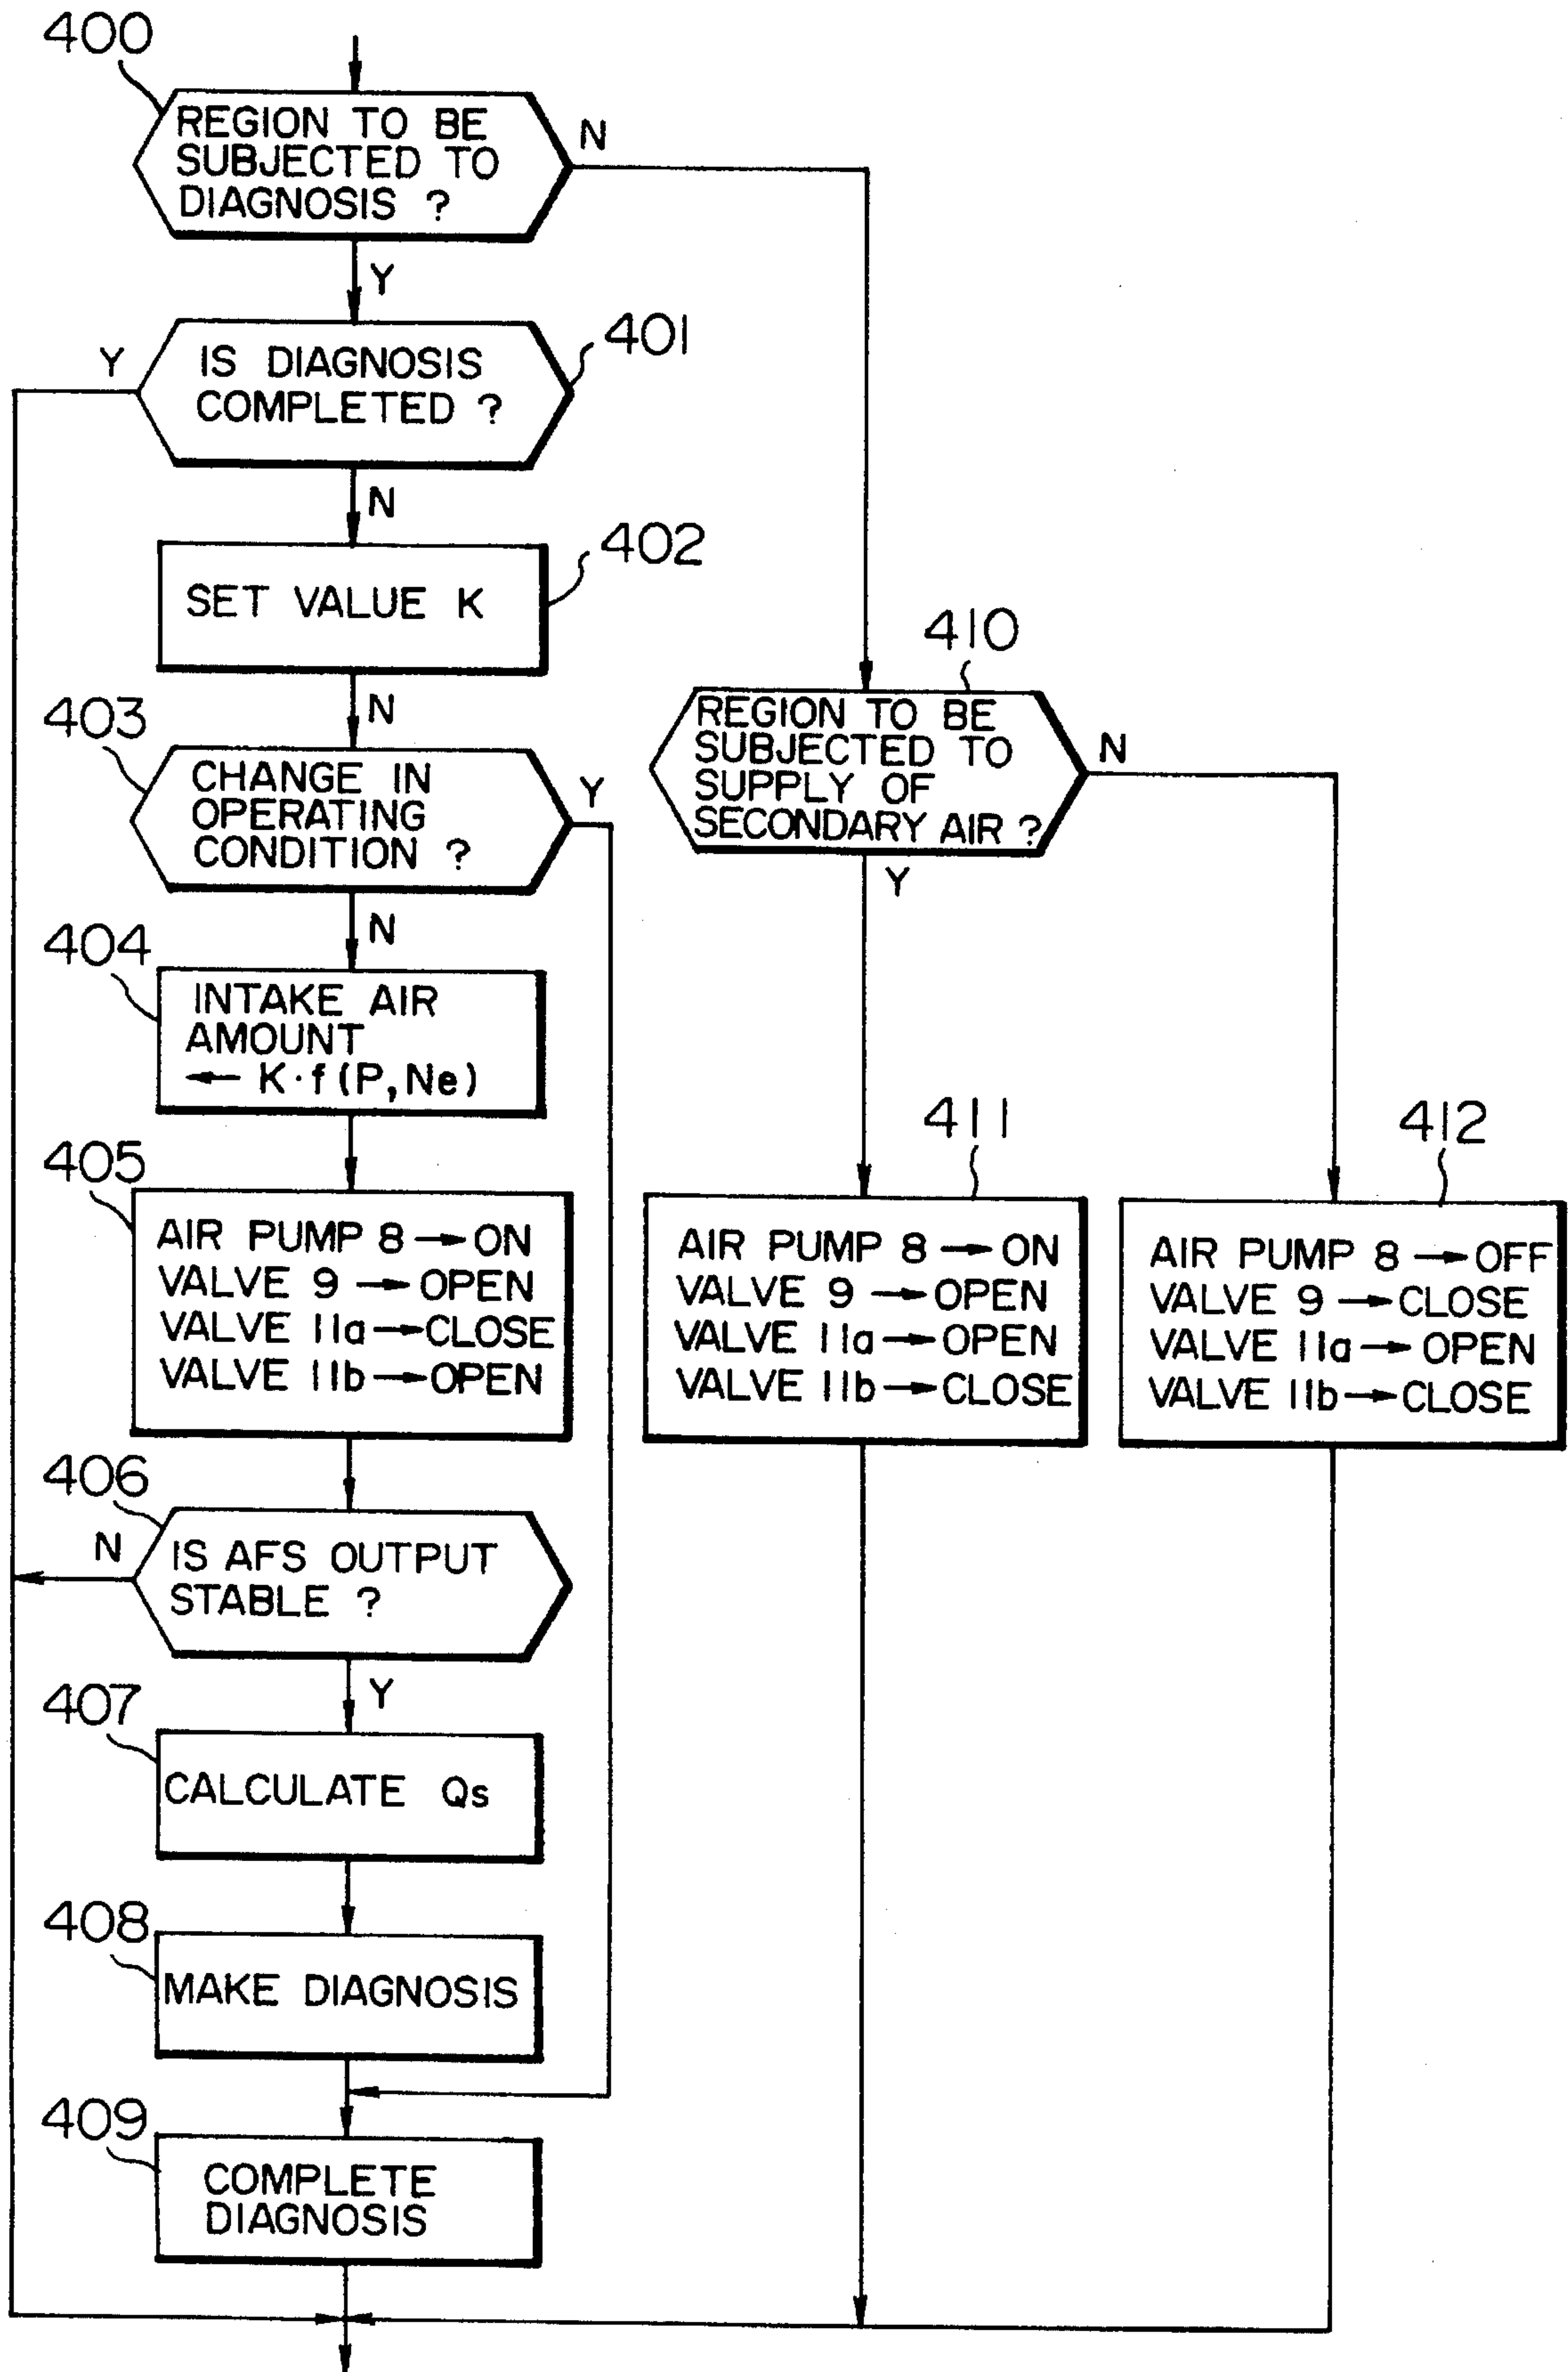 400
REGION TO BE
SUBJECTED TO
DIAGNOSIS ?
N
Y
401
Y
IS DIAGNOSIS
COMPLETED ?
N
402
SET VALUE K
N
403
CHANGE IN
OPERATING
CONDITION ?
Y
N
404
INTAKE AIR
AMOUNT
← K·f(P,Ne)
405
AIR PUMP 8 → ON
VALVE 9 → OPEN
VALVE 11a → CLOSE
VALVE 11b → OPEN
406
N
IS AFS OUTPUT
STABLE ?
Y
407
CALCULATE Qs
408
MAKE DIAGNOSIS
409
COMPLETE
DIAGNOSIS
410
REGION TO BE
SUBJECTED TO
SUPPLY OF
SECONDARY AIR ?
N
Y
411
AIR PUMP 8 → ON
VALVE 9 → OPEN
VALVE 11a → OPEN
VALVE 11b → CLOSE
412
AIR PUMP 8 → OFF
VALVE 9 → CLOSE
VALVE 11a → OPEN
VALVE 11b → CLOSE